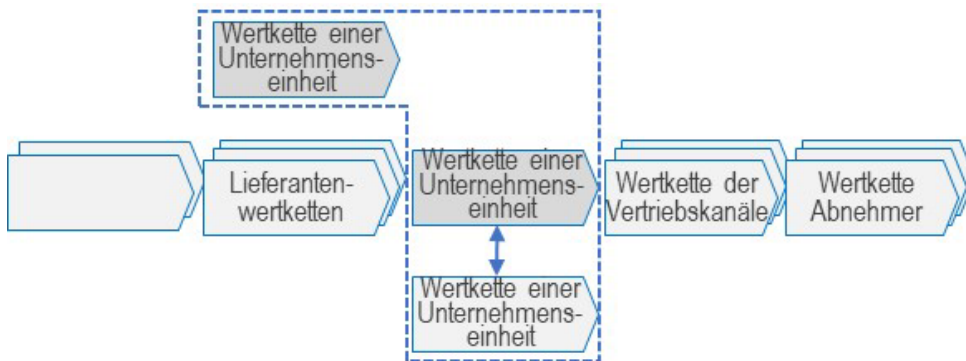 Wertkette einer
Unternehmens-
einheit
Lieferanten-
wertketten
Wertkette einer
Unternehmens-
einheit
Wertkette der
Vertriebskanäle
Wertkette
Abnehmer
Wertkette einer
Unternehmens-
einheit